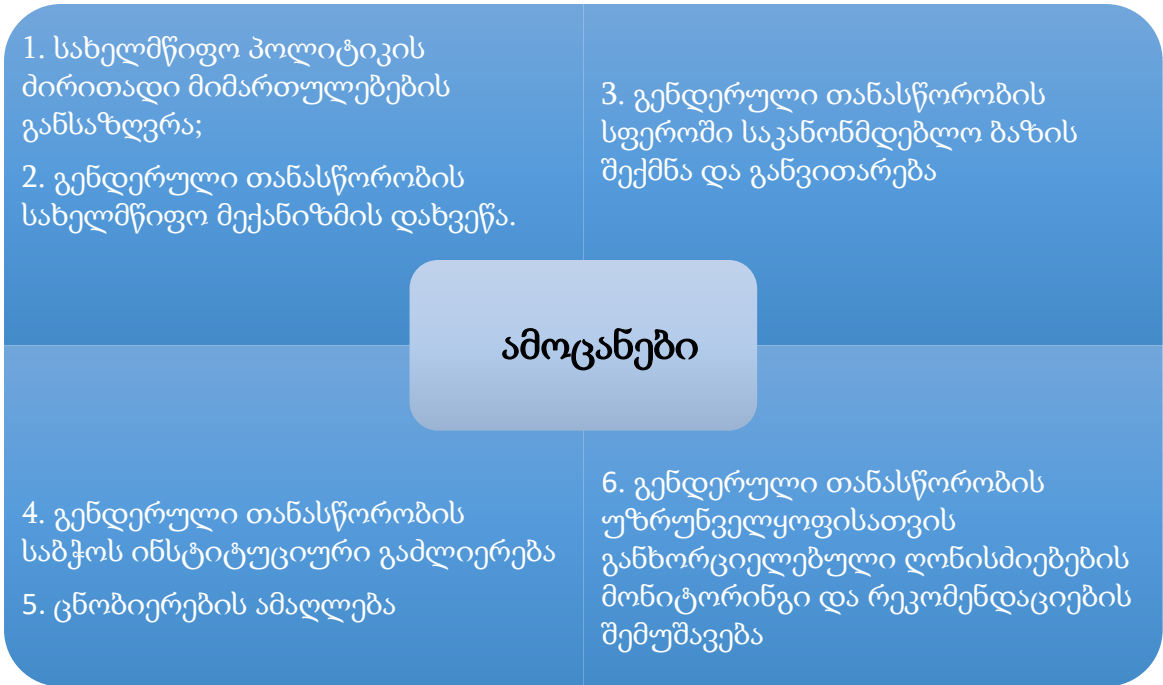 1. სახელმწიფო პოლიტიკის
ძირითადი მიმართულებების
განსაზღვრა;
2. გენდერული თანასწორობის
სახელმწიფო მექანიზმის დახვეწა.
3. გენდერული თანასწორობის
სფეროში საკანონმდებლო ბაზის
შექმნა და განვითარება
ამოცანები
4. გენდერული თანასწორობის
საბჭოს ინსტიტუციური გაძლიერება
5. ცნობიერების ამაღლება
6. გენდერული თანასწორობის
უზრუნველყოფისათვის
განხორციელებული ღონისძიებების
მონიტორინგი და რეკომენდაციების
შემუშავება